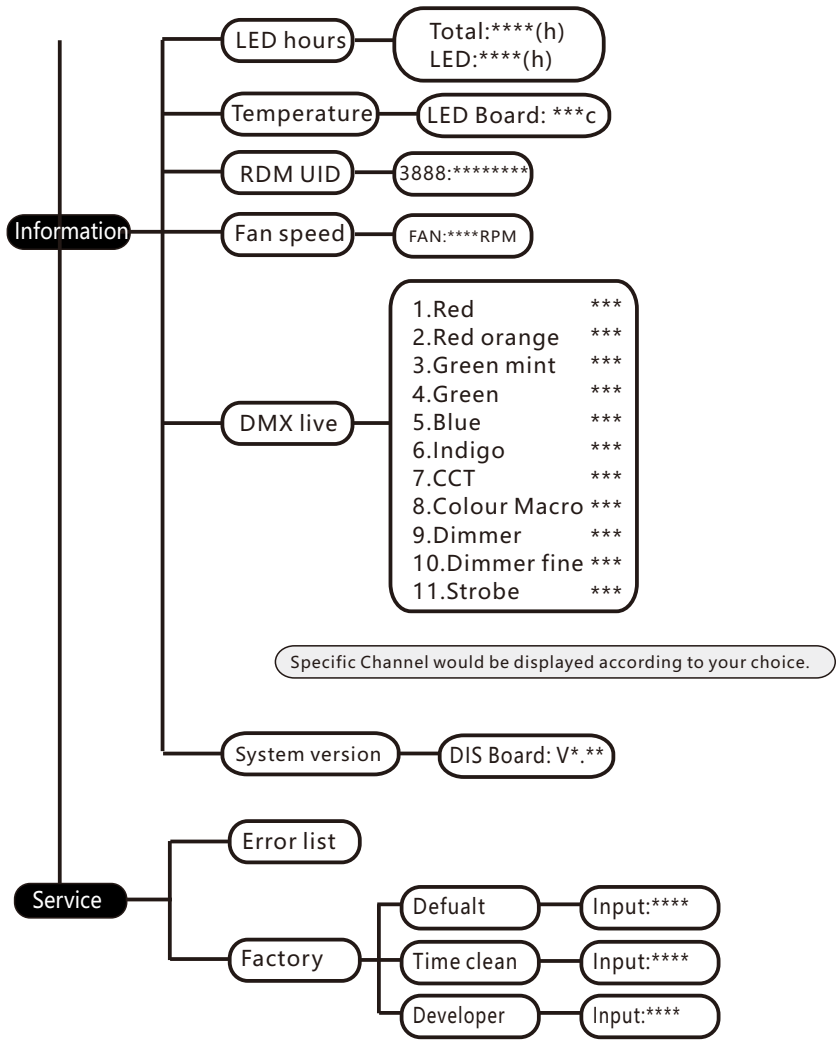 LED hours
Total:****(h)
LED:****(h)
Temperature
LED Board: ***c
RDM UID
3888:********
Information
Fan speed
FAN:****RPM
DMX live
1.Red ***
2.Red orange ***
3.Green mint ***
4.Green ***
5.Blue ***
6.Indigo ***
7.CCT ***
8.Colour Macro ***
9.Dimmer ***
10.Dimmer fine ***
11.Strobe ***
Specific Channel would be displayed according to your choice.
System version
DIS Board: V*.**
Error list
Service
Factory
Defualt
Input:****
Time clean
Input:****
Developer
Input:****